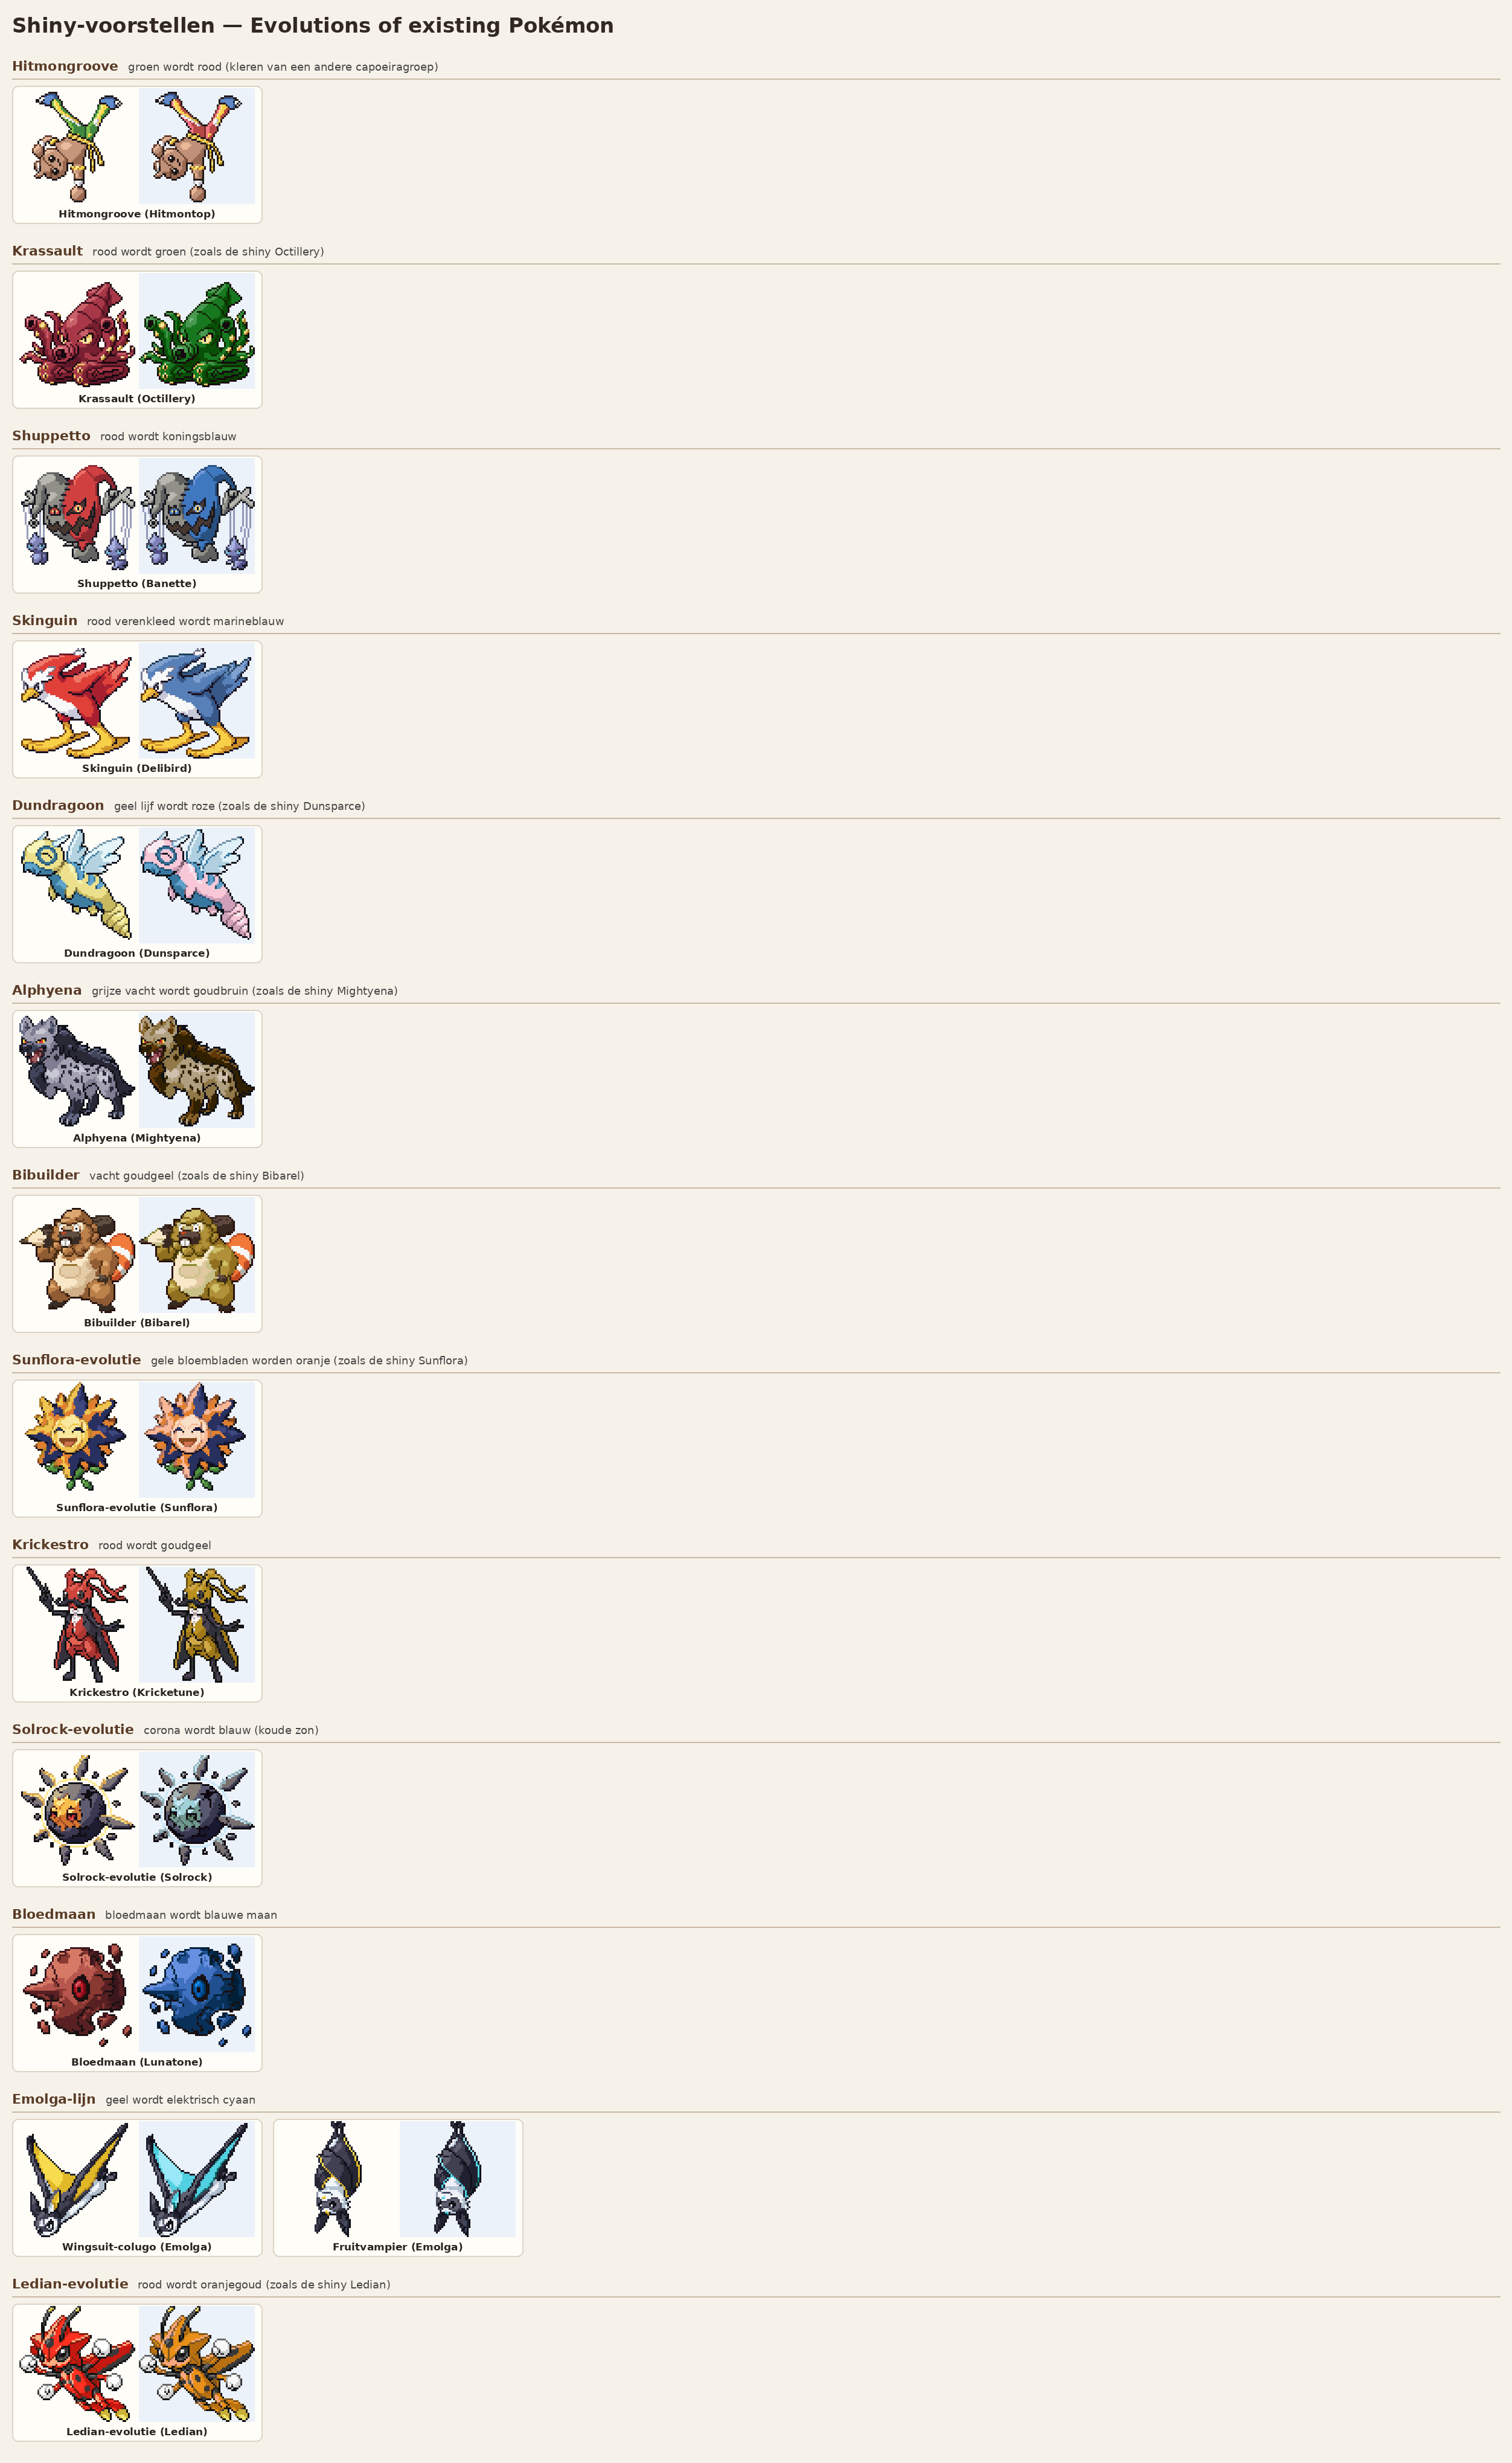 Shiny-voorstellen — Evolutions of existing Pokémon
Hitmongroove groen wordt rood (kleren van een andere capoeiragroep)
Hitmongroove (Hitmontop)
Krassault rood wordt groen (zoals de shiny Octillery)
Krassault (Octillery)
Shuppetto rood wordt koningsblauw
Shuppetto (Banette)
Skinguin rood verenkleed wordt marineblauw
Skinguin (Delibird)
Dundragoon geel lijf wordt roze (zoals de shiny Dunsparce)
Dundragoon (Dunsparce)
Alphyena grijze vacht wordt goudbruin (zoals de shiny Mightyena)
Alphyena (Mightyena)
Bibuilder vacht goudgeel (zoals de shiny Bibarel)
Bibuilder (Bibarel)
Sunflora-evolutie gele bloembladen worden oranje (zoals de shiny Sunflora)
Sunflora-evolutie (Sunflora)
Krickestro rood wordt goudgeel
Krickestro (Kricketune)
Solrock-evolutie corona wordt blauw (koude zon)
Solrock-evolutie (Solrock)
Bloedmaan bloedmaan wordt blauwe maan
Bloedmaan (Lunatone)
Emolga-lijn geel wordt elektrisch cyaan
Wingsuit-colugo (Emolga)
Fruitvampier (Emolga)
Ledian-evolutie rood wordt oranjegoud (zoals de shiny Ledian)
Ledian-evolutie (Ledian)